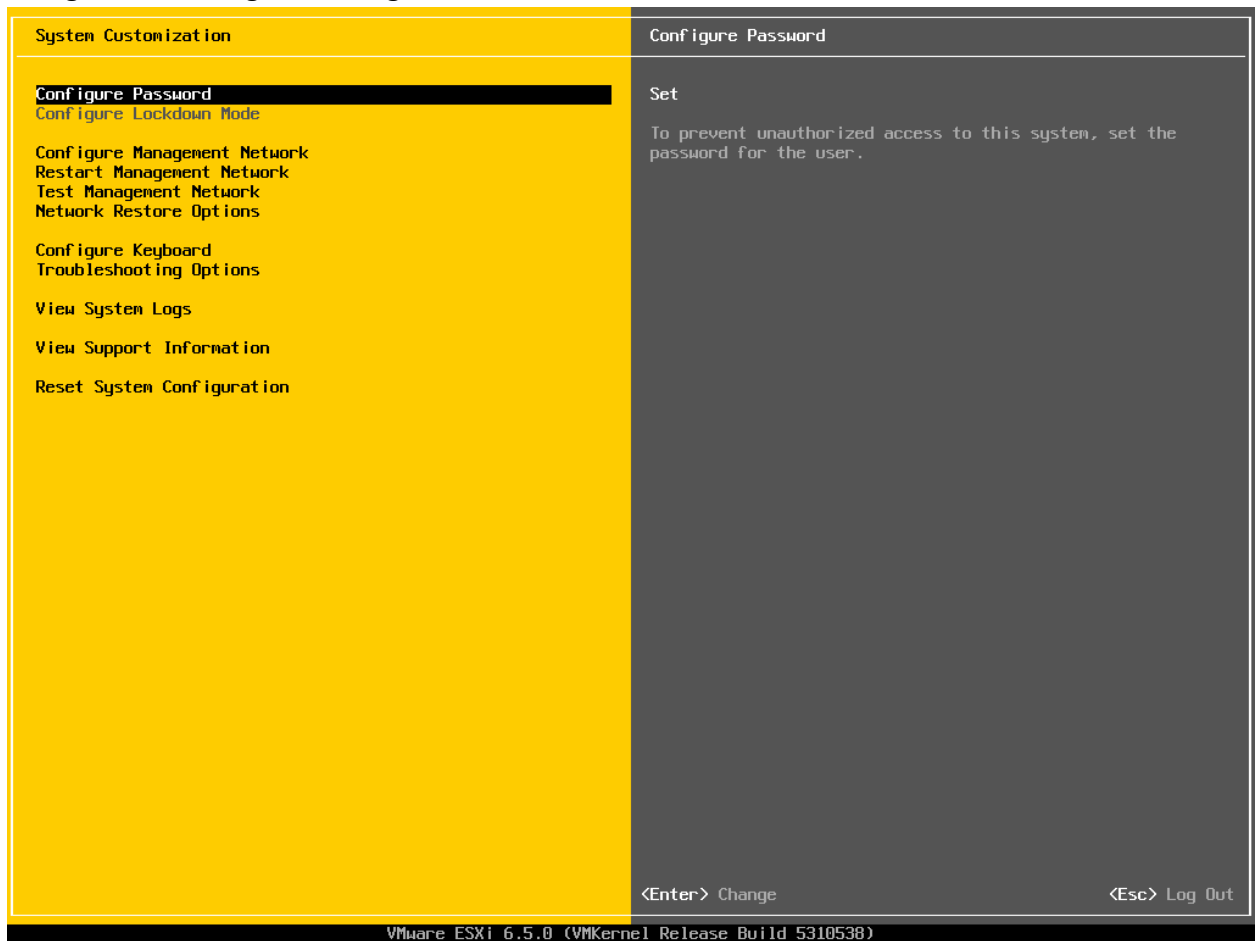 System Customization
Configure Password
Configure Lockdown Mode
Configure Management Network
Restart Management Network
Test Management Network
Network Restore Options
Configure Keyboard
Troubleshooting Options
View System Logs
View Support Information
Reset System Configuration
Configure Password
Set
To prevent unauthorized access to this system, set the
password for the user.
<Enter> Change <Esc> Log Out
VMware ESXi 6.5.0 (VMKernel Release Build 5310538)